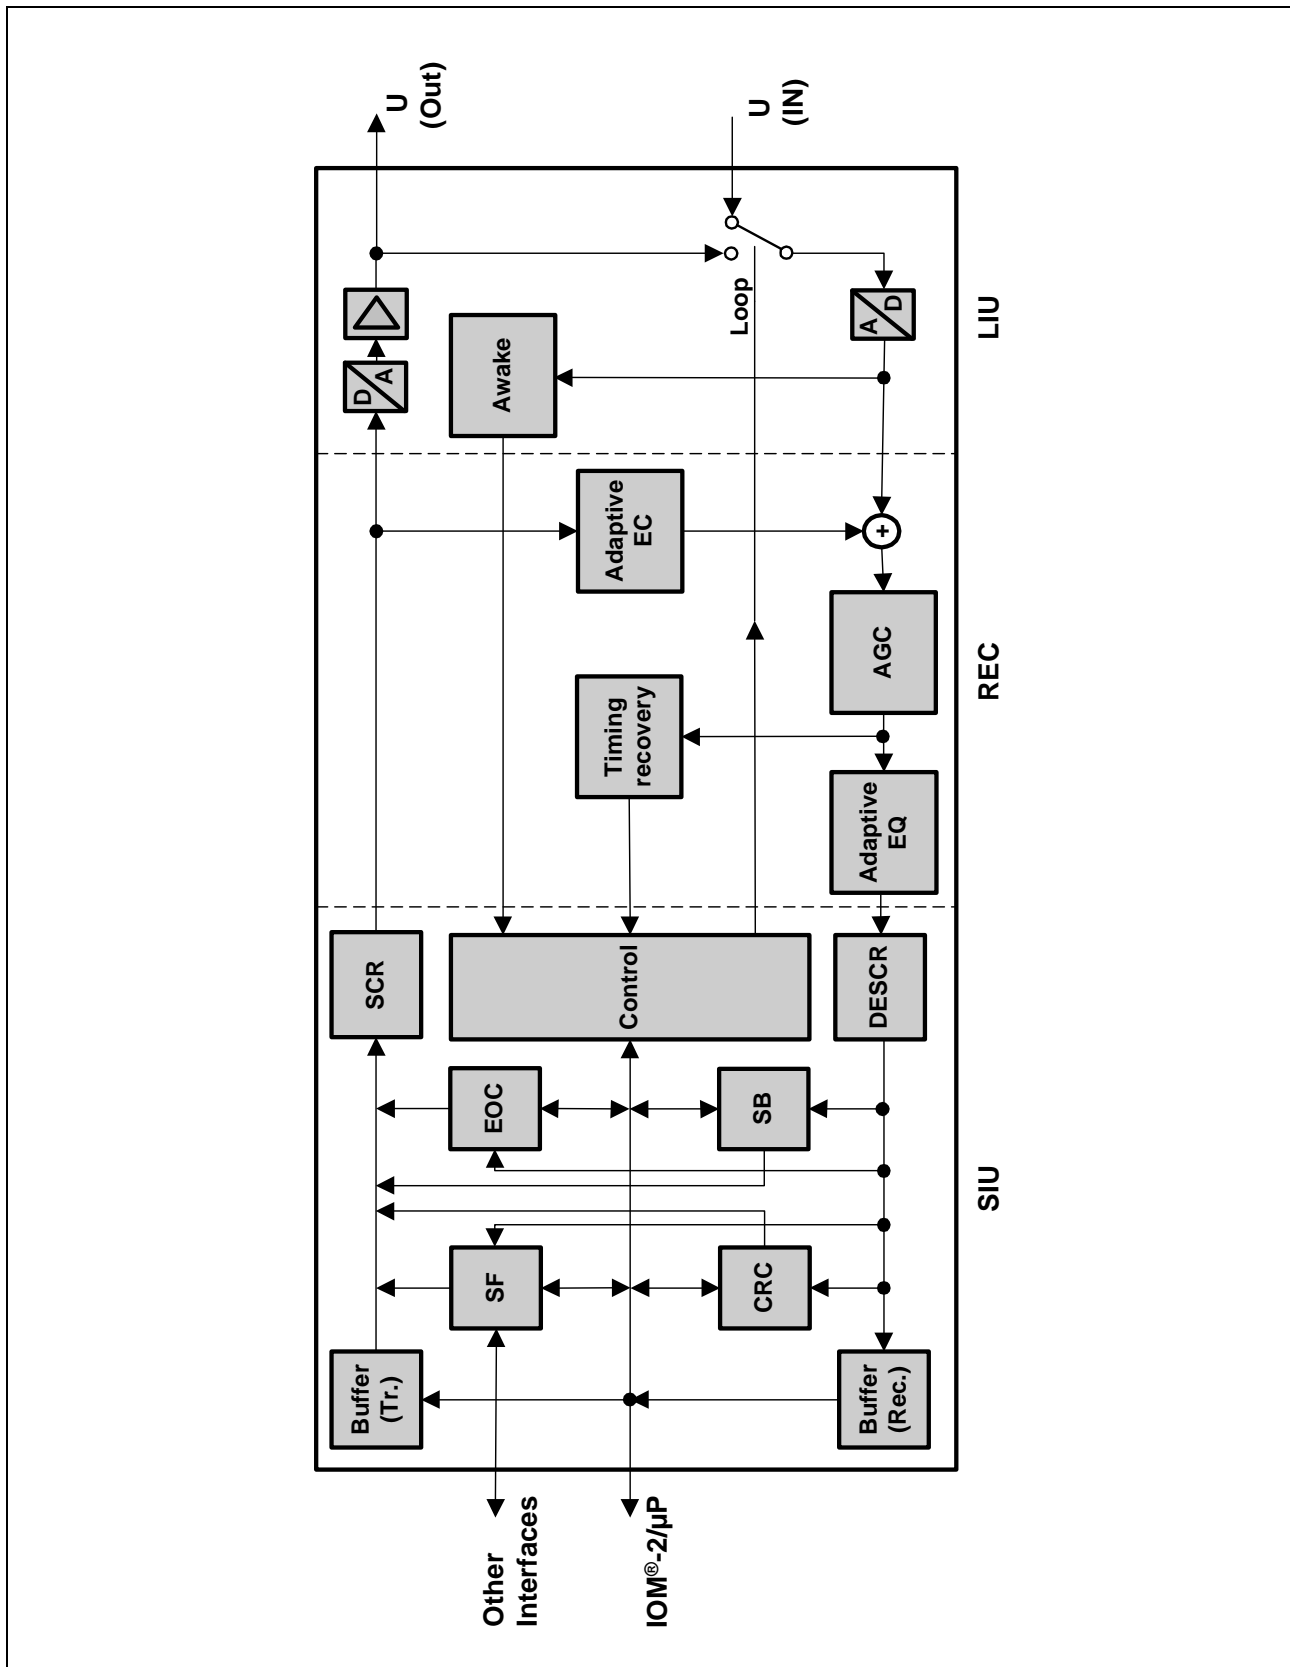 Buffer
(Tr.)
SCR
D
A
U
(Out)
Other
Interfaces
SF
EOC
Awake
IOM®-2/µP
Control
Timing
recovery
Adaptive
EC
CRC
SB
Loop
U
(IN)
Buffer
(Rec.)
DESCR
Adaptive
EQ
AGC
+
A
D
SIU
REC
LIU